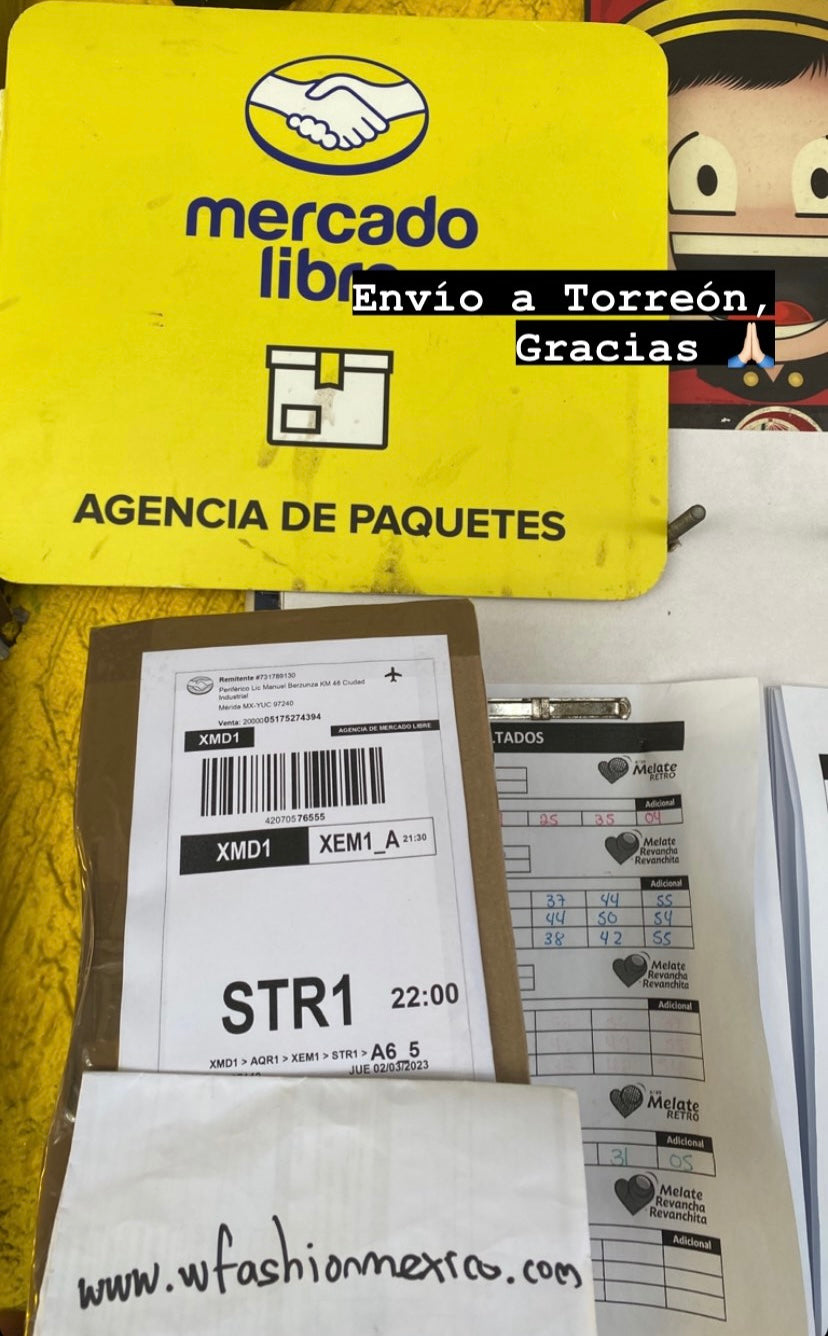 mercado
libre
Envío a Torreón,
Gracias 🙏🏻
AGENCIA DE PAQUETES
Remitente #731789130
Periférico Lic Manuel Berzunza KM 46 Ciudad
Industrial
Mérida MX-YUC 97240
Venta: 2000005175274394
AGENCIA DE MERCADO LIBRE
XMD1
42070576555
XMD1
XEM1_A 21:30
STR1 22:00
XMD1 > AQR1 > XEM1 > STR1 > A6_5
JUE 02/03/2023
www.wfashionmexico.com
LTADOS
Melate
RETRO
Adicional
25 35 04
Melate
Revancha
Revanchita
Adicional
37 44 55
44 50 54
38 42 55
Melate
Revancha
Revanchita
Adicional
Melate
RETRO
Adicional
31 05
Melate
Revancha
Revanchita
Adicional